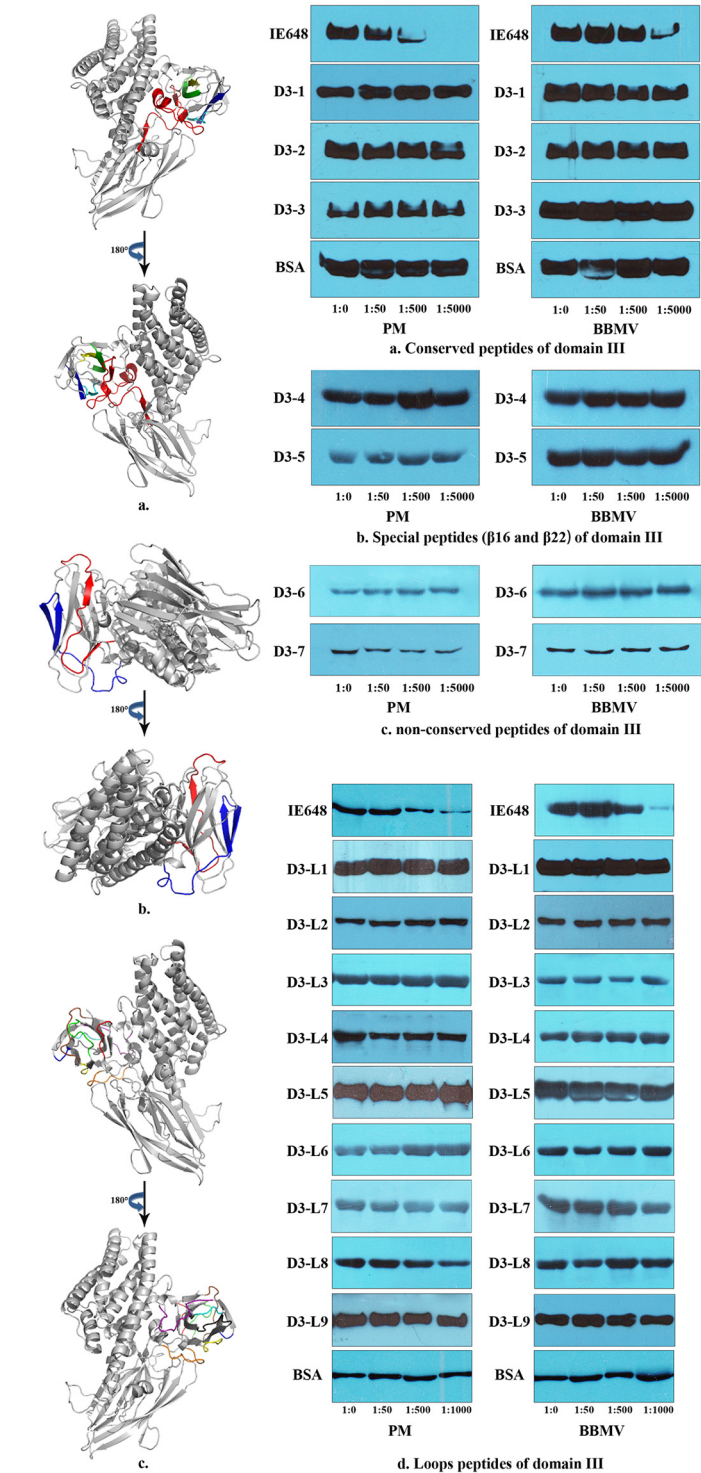 180°
a.
180°
b.
180°
c.
IE648 IE648
D3-1 D3-1
D3-2 D3-2
D3-3 D3-3
BSA BSA
1:0 1:50 1:500 1:5000 1:0 1:50 1:500 1:5000
PM BBMV
a. Conserved peptides of domain III
D3-4 D3-4
D3-5 D3-5
1:0 1:50 1:500 1:5000 1:0 1:50 1:500 1:5000
PM BBMV
b. Special peptides (β16 and β22) of domain III
D3-6 D3-6
D3-7 D3-7
1:0 1:50 1:500 1:5000 1:0 1:50 1:500 1:5000
PM BBMV
c. non-conserved peptides of domain III
IE648 IE648
D3-L1 D3-L1
D3-L2 D3-L2
D3-L3 D3-L3
D3-L4 D3-L4
D3-L5 D3-L5
D3-L6 D3-L6
D3-L7 D3-L7
D3-L8 D3-L8
D3-L9 D3-L9
BSA BSA
1:0 1:50 1:500 1:1000 1:0 1:50 1:500 1:1000
PM BBMV
d. Loops peptides of domain III